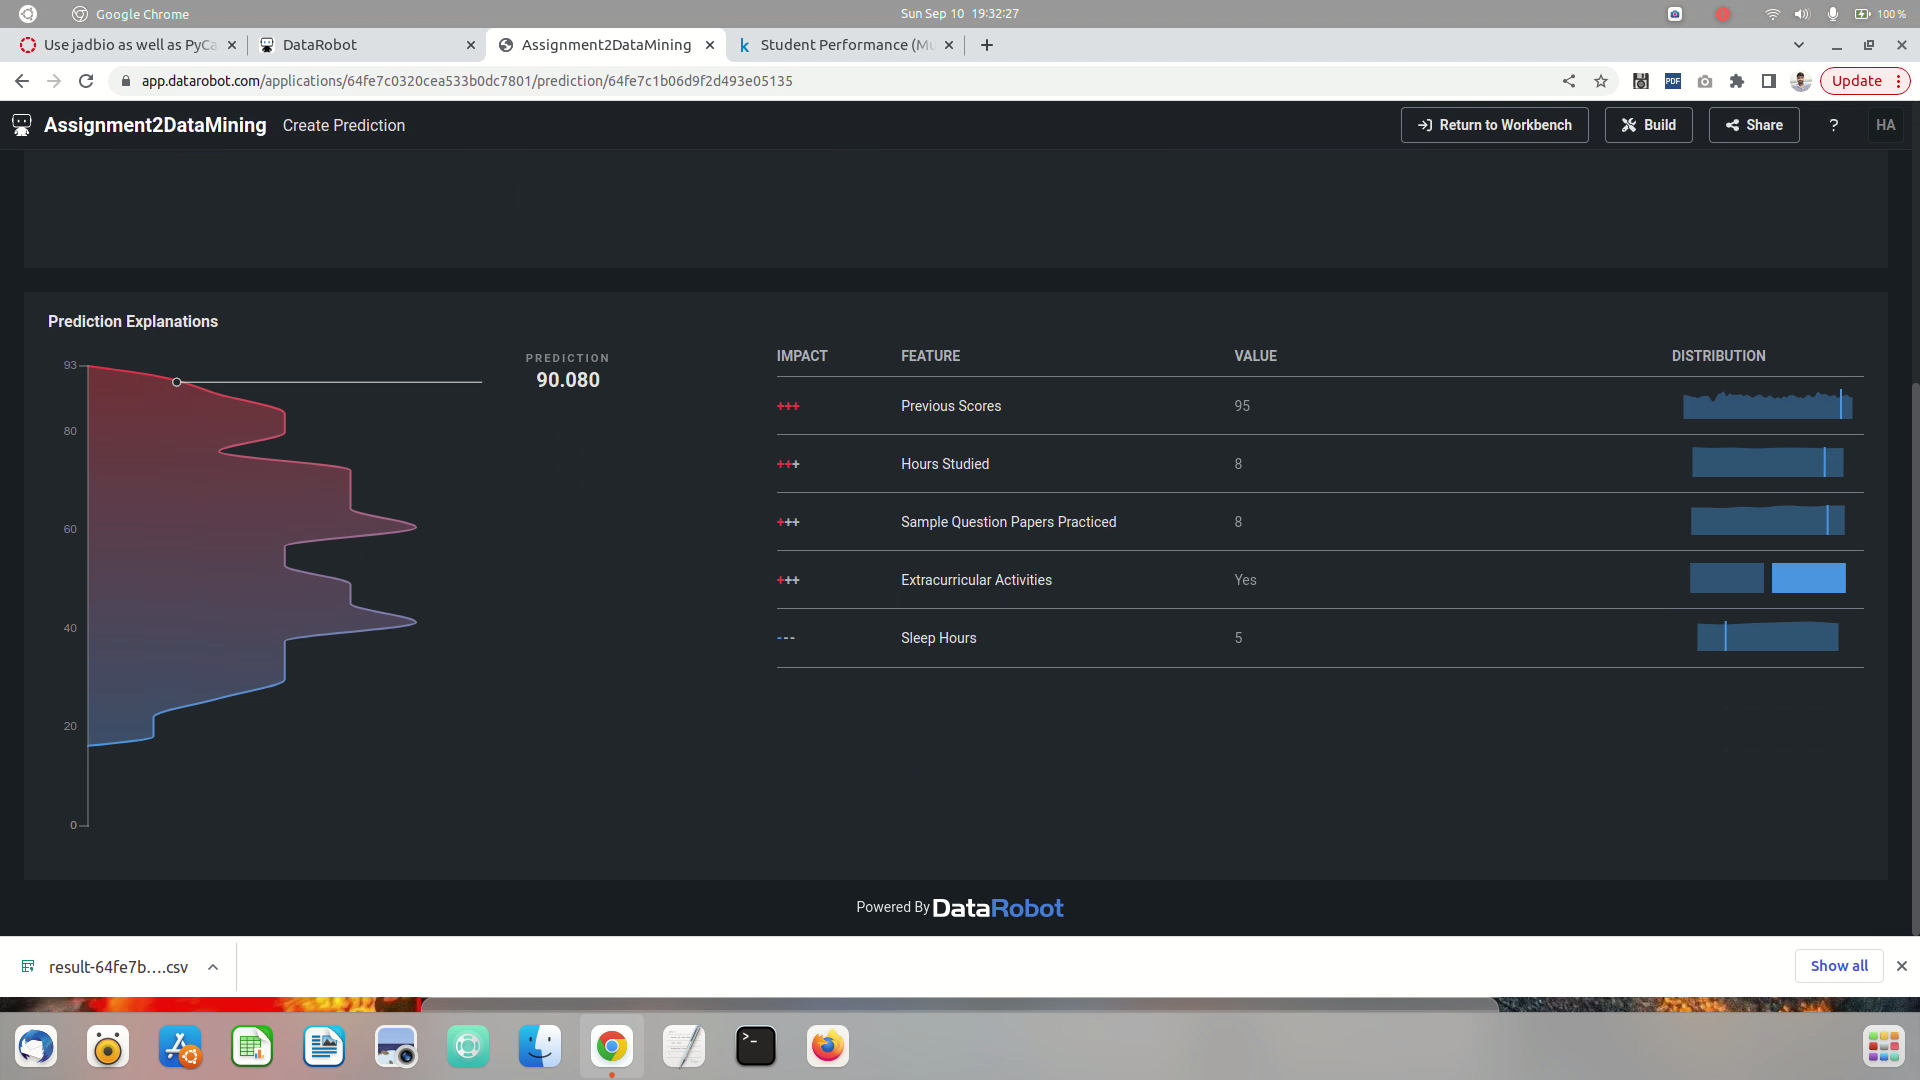 Google Chrome
Sun Sep 10 19:32:27
100 %
Use jadbio as well as PyCa
DataRobot
Assignment2DataMining
k Student Performance (Mu
app.datarobot.com/applications/64fe7c0320cea533b0dc7801/prediction/64fe7c1b06d9f2d493e05135
PDF
Update
Assignment2DataMining
Create Prediction
Return to Workbench
Build
Share
?
HA
Prediction Explanations
93
80
60
40
20
0
PREDICTION
90.080
IMPACT FEATURE VALUE DISTRIBUTION
+++ Previous Scores 95
+++ Hours Studied 8
+++ Sample Question Papers Practiced 8
+++ Extracurricular Activities Yes
--- Sleep Hours 5
Powered By DataRobot
result-64fe7b....csv
Show all
>_